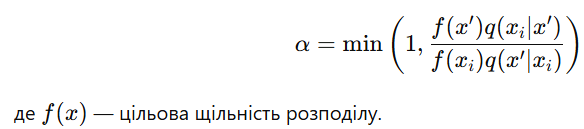 α = min (1, f(x′)q(xᵢ|x′) / f(xᵢ)q(x′|xᵢ))
де f(x) — цільова щільність розподілу.